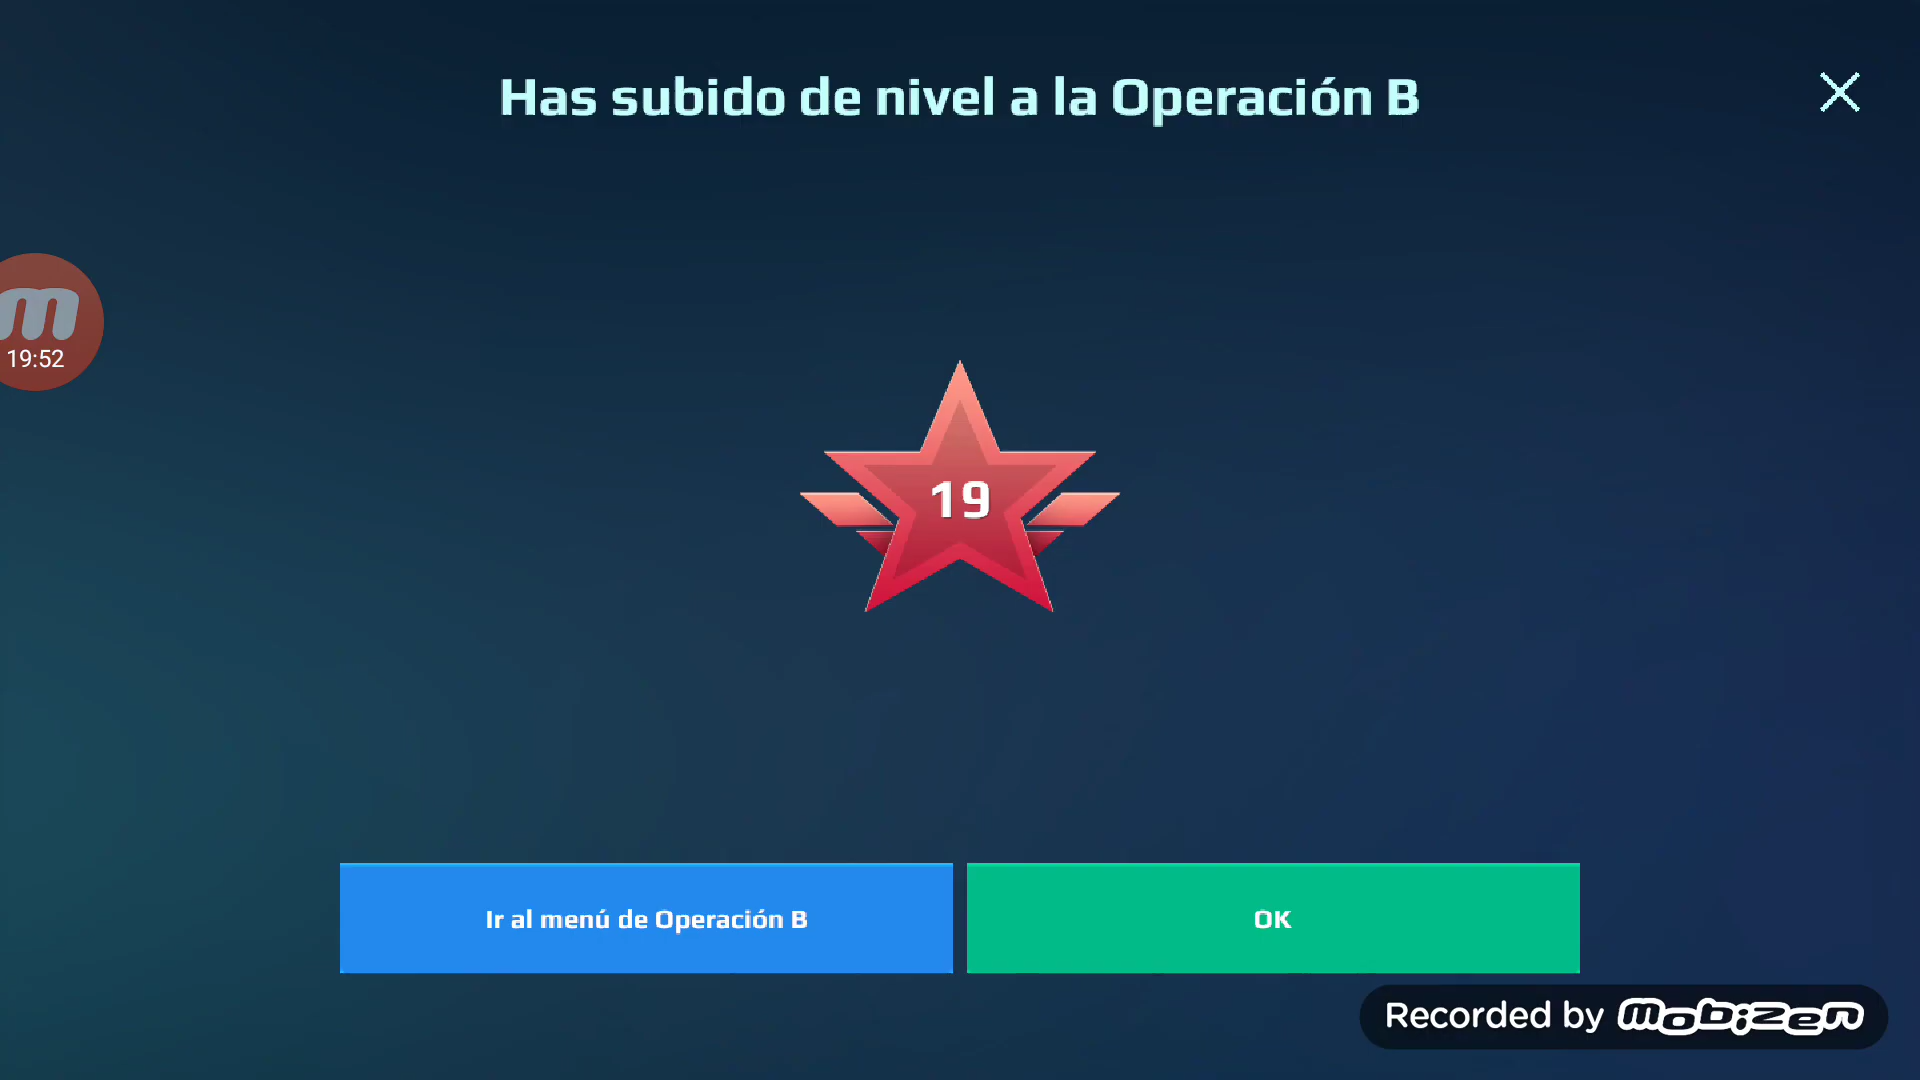 Has subido de nivel a la Operación B
m
19:52
19
Ir al menú de Operación B
OK
Recorded by mobizen